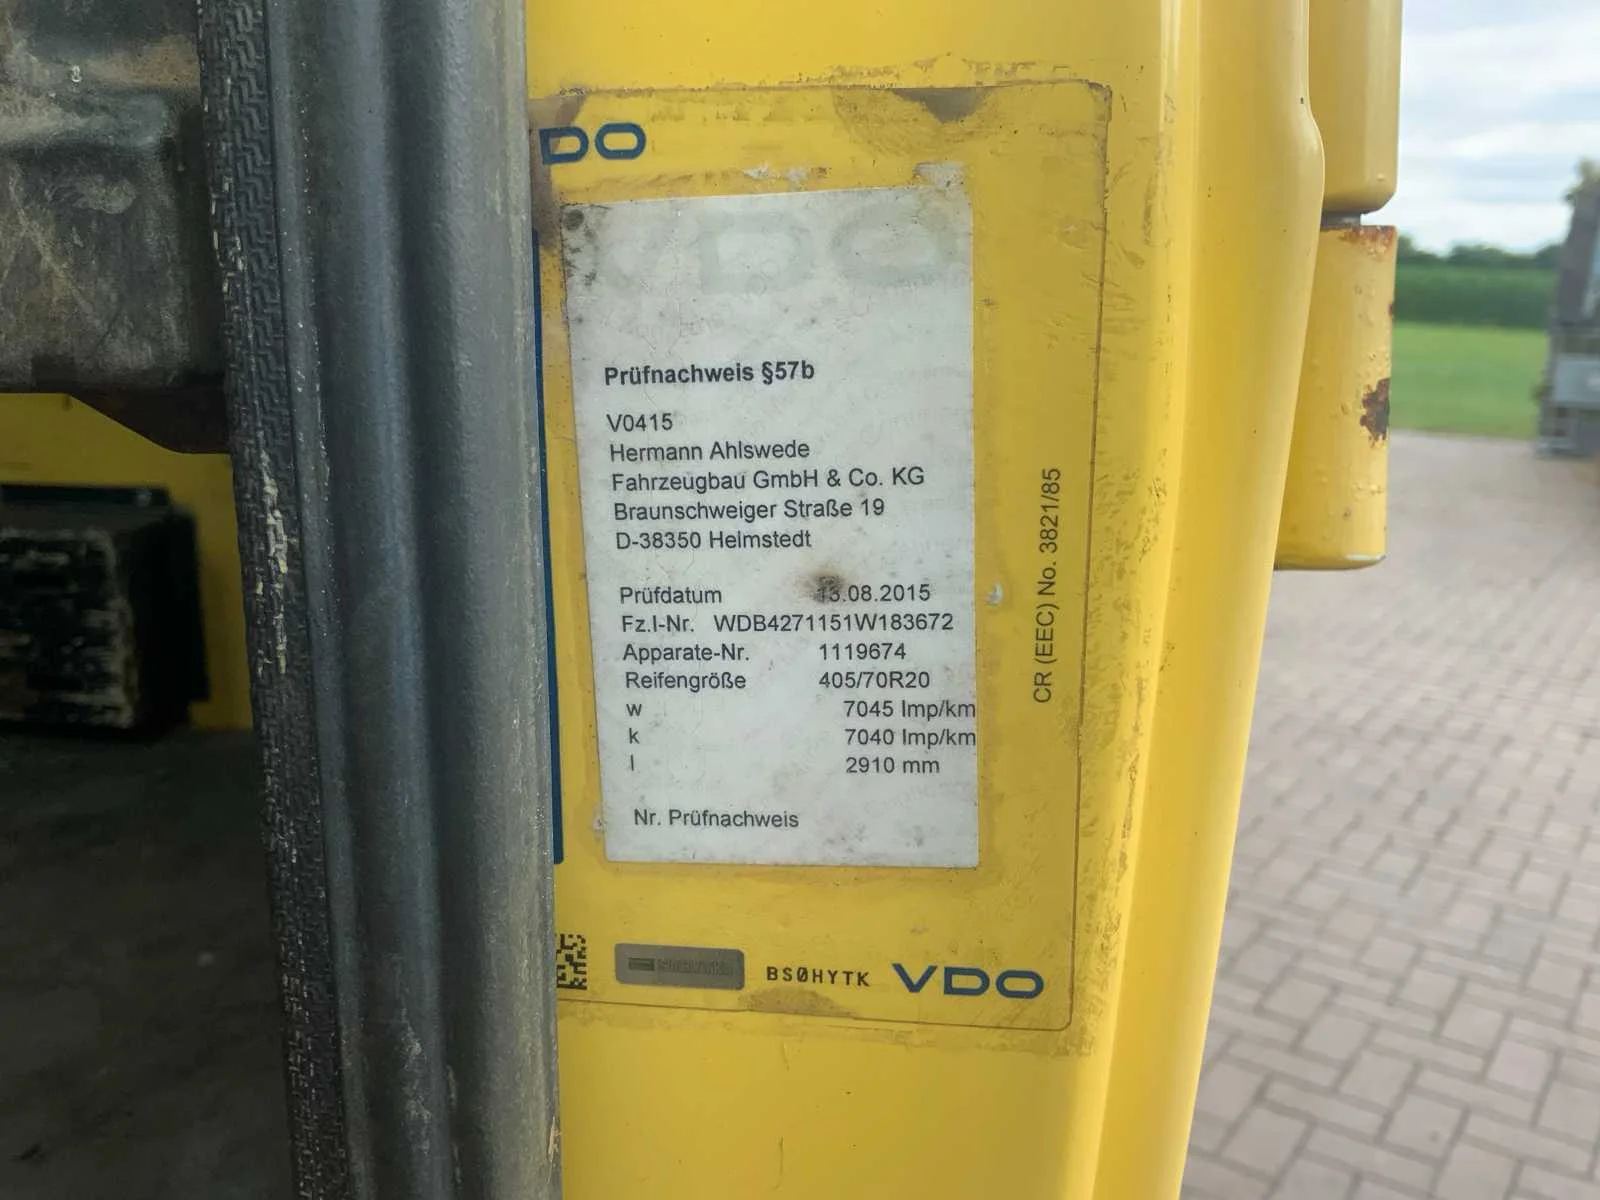 DO
Prüfnachweis §57b
V0415
Hermann Ahlswede
Fahrzeugbau GmbH & Co. KG
Braunschweiger Straße 19
D-38350 Helmstedt
Prüfdatum 13.08.2015
Fz.I-Nr. WDB4271151W183672
Apparate-Nr. 1119674
Reifengröße 405/70R20
w 7045 Imp/km
k 7040 Imp/km
l 2910 mm
Nr. Prüfnachweis
CR (EEC) No. 3821/85
BS0HYTK VDO